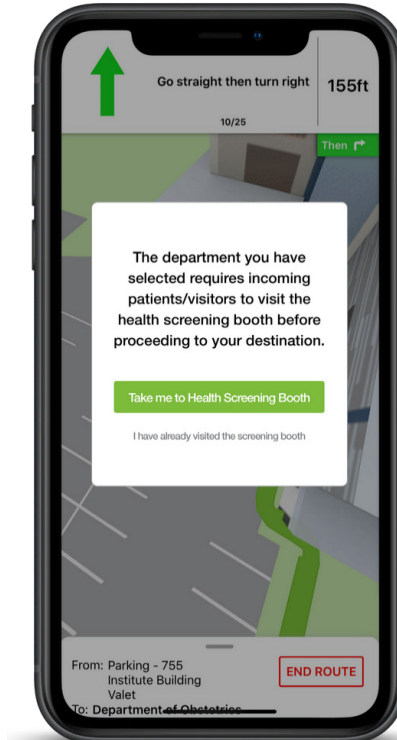 Go straight then turn right
155ft
10/25
Then
The department you have
selected requires incoming
patients/visitors to visit the
health screening booth before
proceeding to your destination.
Take me to Health Screening Booth
I have already visited the screening booth
From: Parking - 755
Institute Building
Valet
END ROUTE
To: Department of Obstetrics